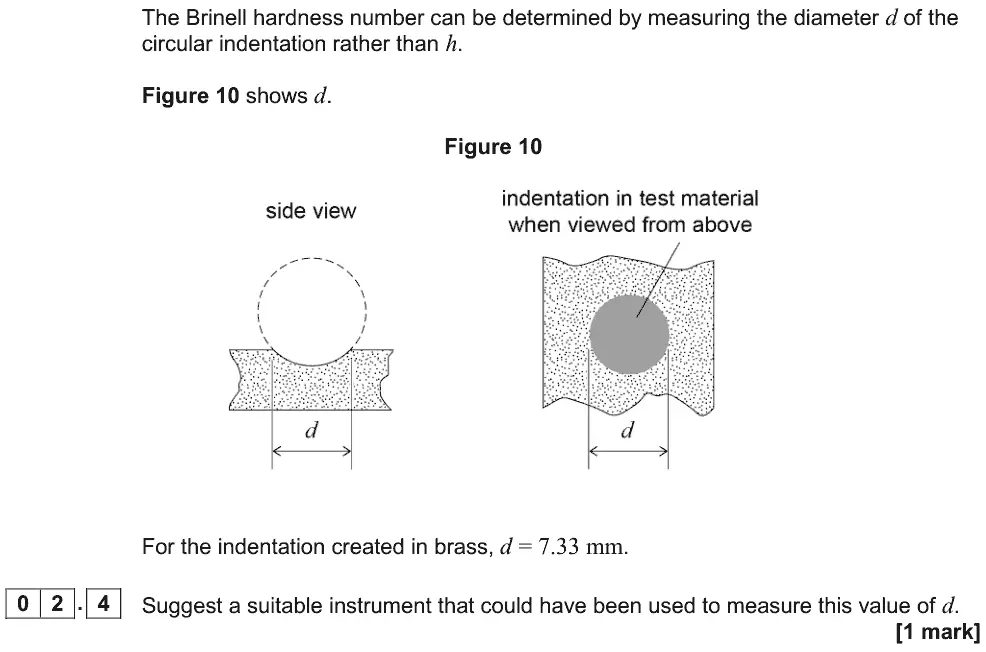 The Brinell hardness number can be determined by measuring the diameter d of the
circular indentation rather than h.
Figure 10 shows d.
Figure 10
side view
indentation in test material
when viewed from above
d
d
For the indentation created in brass, d = 7.33 mm.
0 2 . 4 Suggest a suitable instrument that could have been used to measure this value of d.
[1 mark]